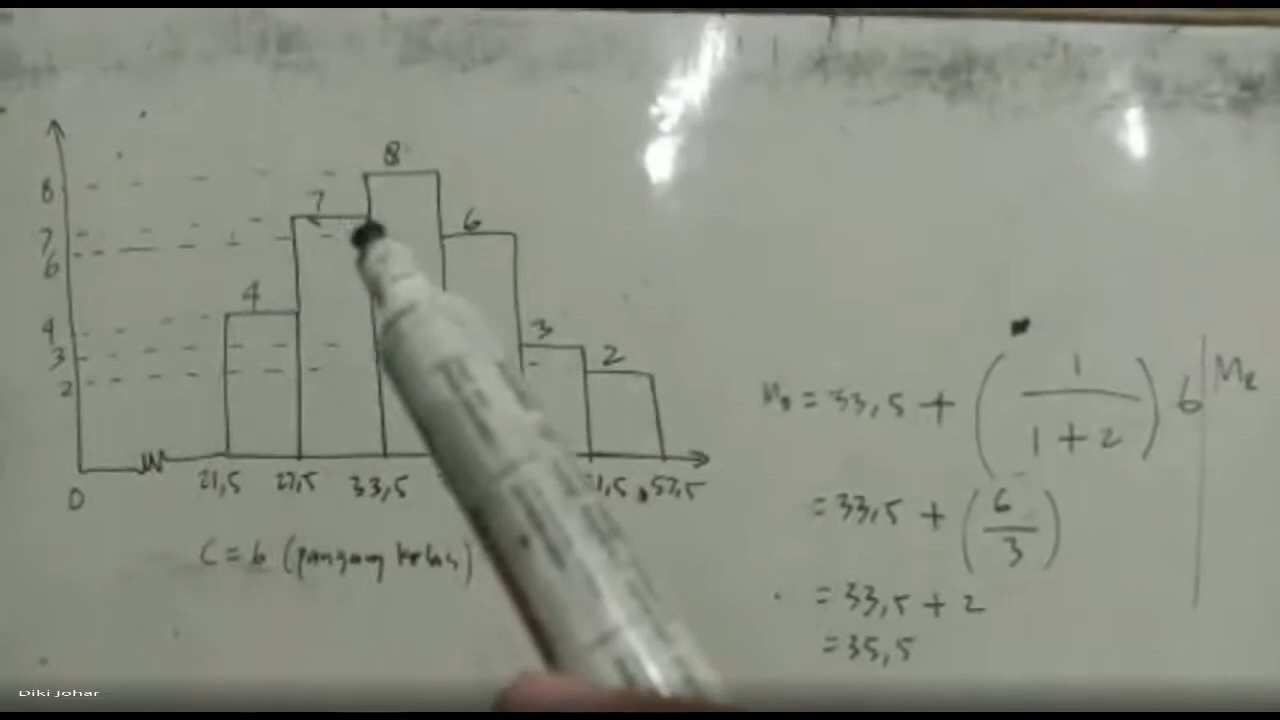 8
8
7
7
6
6
4
4
3
3
2
2
0
21,5 27,5 33,5 1,5 57,5
C = 6 (panjang kelas)
Mo = 33,5 + ( 1 / 1 + 2 ) 6
= 33,5 + ( 6 / 3 )
= 33,5 + 2
= 35,5
Me
Diki Johar